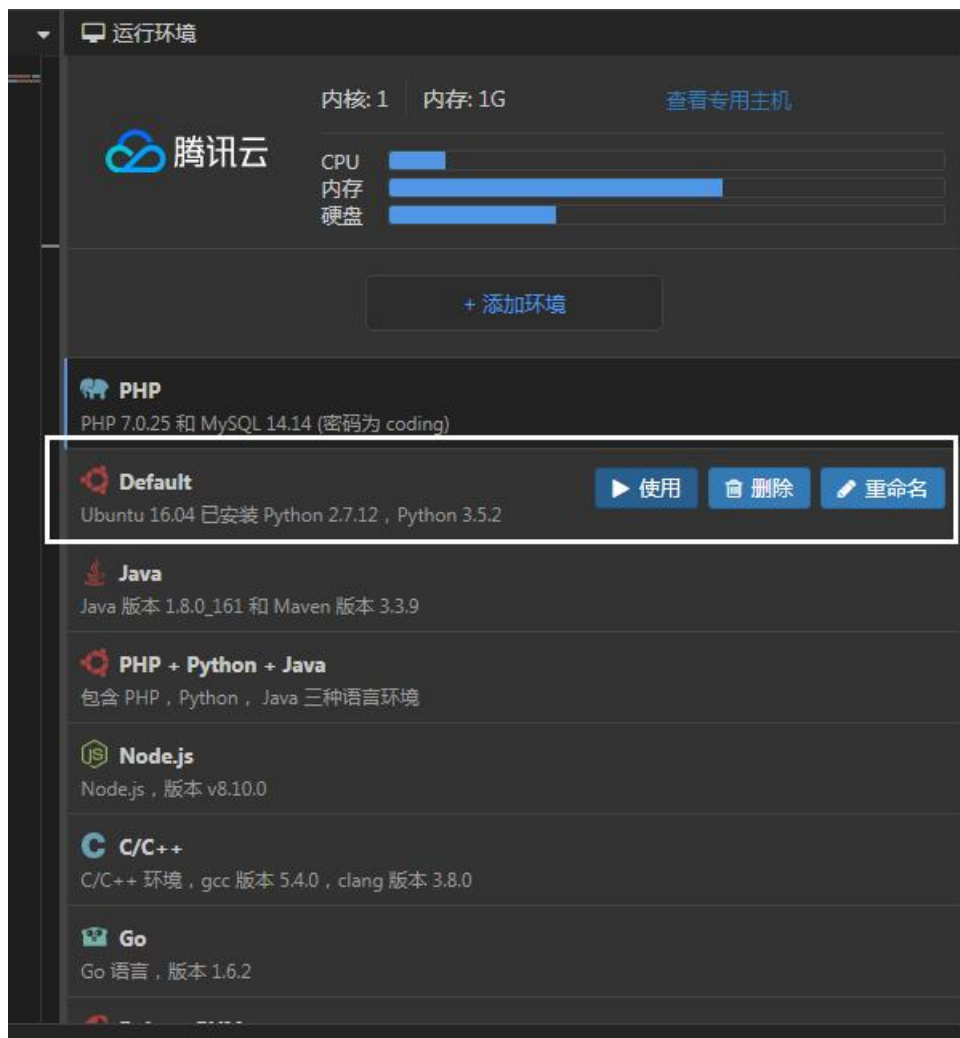 运行环境
内核: 1 内存: 1G 查看专用主机
腾讯云
CPU
内存
硬盘
+ 添加环境
PHP
PHP 7.0.25 和 MySQL 14.14 (密码为 coding)
Default
使用 删除 重命名
Ubuntu 16.04 已安装 Python 2.7.12，Python 3.5.2
Java
Java 版本 1.8.0_161 和 Maven 版本 3.3.9
PHP + Python + Java
包含 PHP，Python， Java 三种语言环境
Node.js
Node.js，版本 v8.10.0
C/C++
C/C++ 环境，gcc 版本 5.4.0，clang 版本 3.8.0
Go
Go 语言，版本 1.6.2